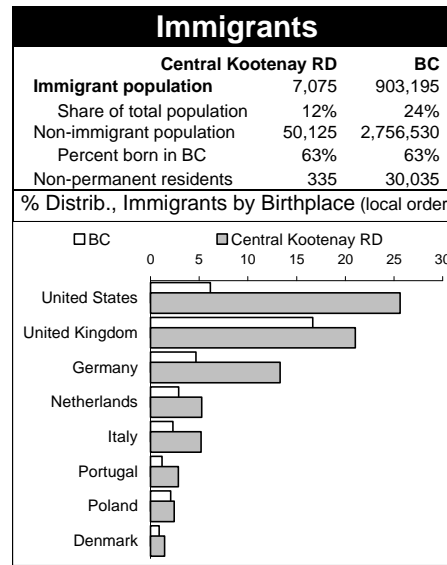 Immigrants
Central Kootenay RD BC
Immigrant population 7,075 903,195
Share of total population 12% 24%
Non-immigrant population 50,125 2,756,530
Percent born in BC 63% 63%
Non-permanent residents 335 30,035
% Distrib., Immigrants by Birthplace (local order
BC Central Kootenay RD
0 5 10 15 20 25 30
United States
United Kingdom
Germany
Netherlands
Italy
Portugal
Poland
Denmark